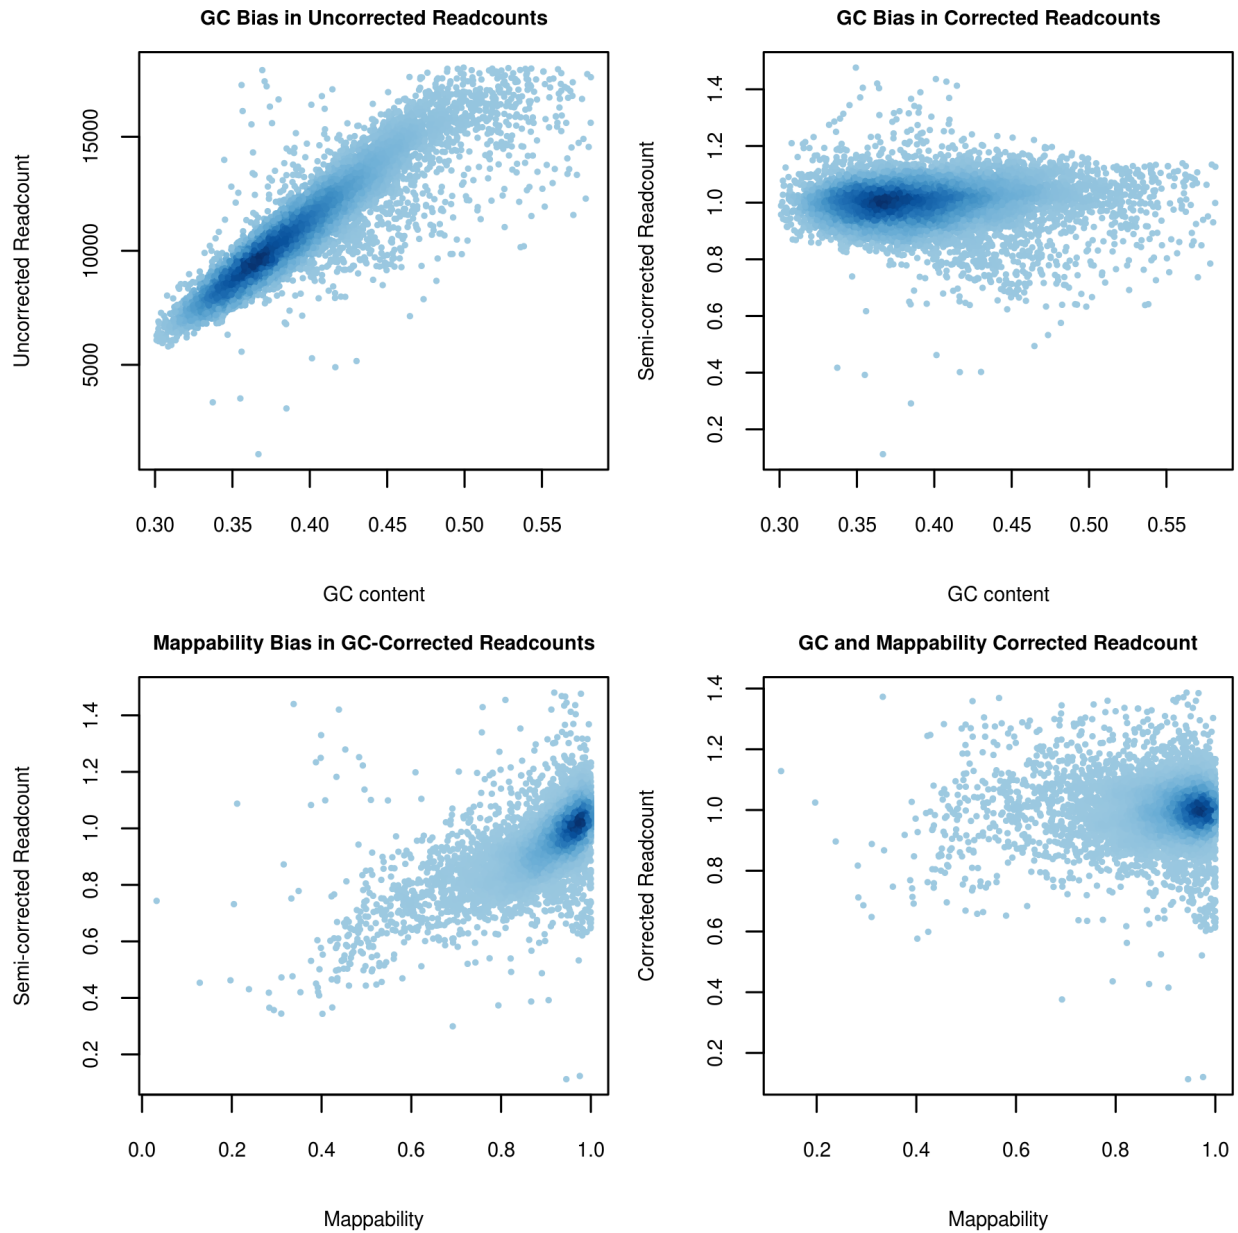 GC Bias in Uncorrected Readcounts
Uncorrected Readcount
15000
10000
5000
0.30 0.35 0.40 0.45 0.50 0.55
GC content
GC Bias in Corrected Readcounts
Semi-corrected Readcount
1.4
1.2
1.0
0.8
0.6
0.4
0.2
0.30 0.35 0.40 0.45 0.50 0.55
GC content
Mappability Bias in GC-Corrected Readcounts
Semi-corrected Readcount
1.4
1.2
1.0
0.8
0.6
0.4
0.2
0.0 0.2 0.4 0.6 0.8 1.0
Mappability
GC and Mappability Corrected Readcount
Corrected Readcount
1.4
1.2
1.0
0.8
0.6
0.4
0.2
0.2 0.4 0.6 0.8 1.0
Mappability